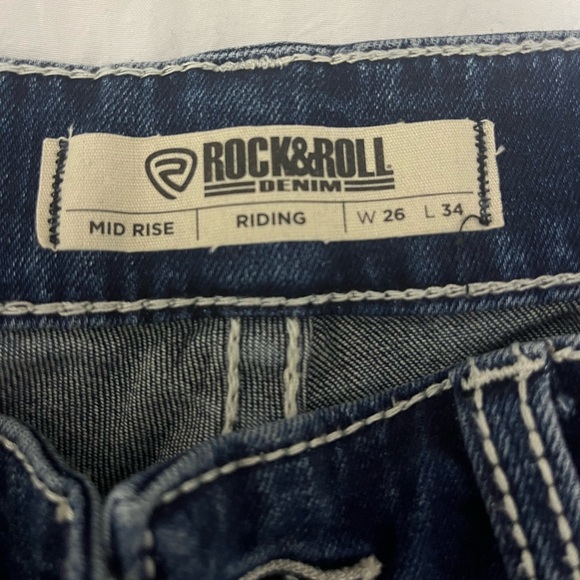 ROCK&ROLL
DENIM
MID RISE RIDING W 26 L 34